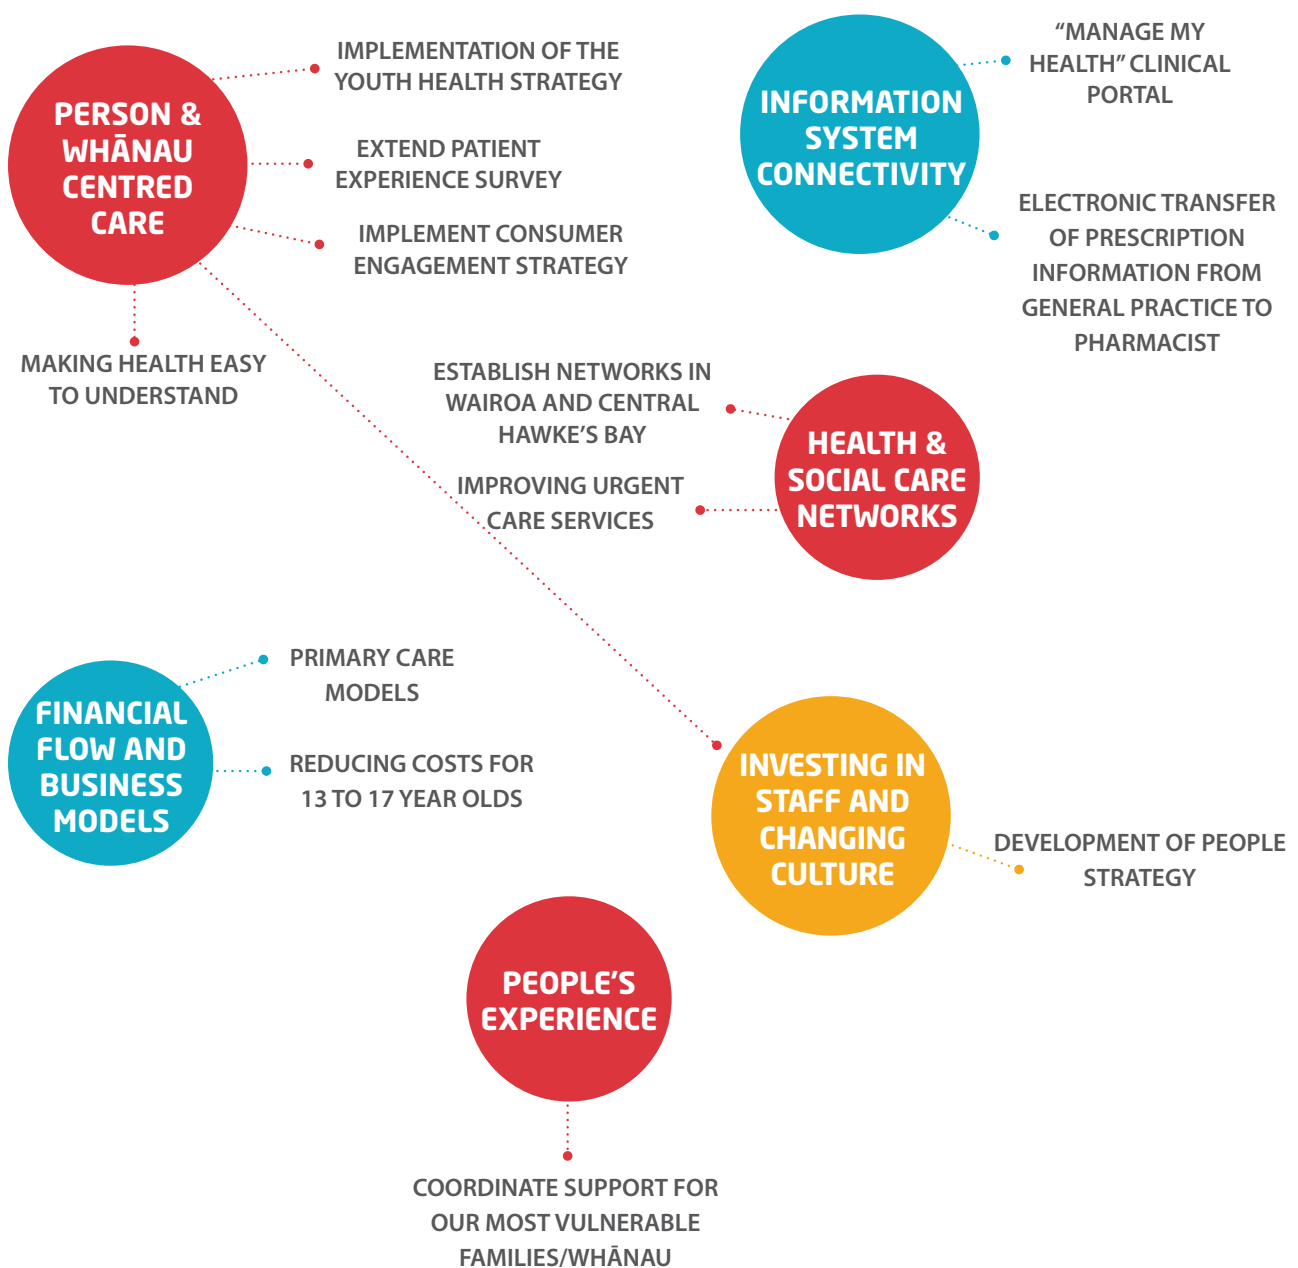 PERSON &
WHĀNAU
CENTRED
CARE
IMPLEMENTATION OF THE
YOUTH HEALTH STRATEGY
EXTEND PATIENT
EXPERIENCE SURVEY
IMPLEMENT CONSUMER
ENGAGEMENT STRATEGY
MAKING HEALTH EASY
TO UNDERSTAND
INFORMATION
SYSTEM
CONNECTIVITY
“MANAGE MY
HEALTH” CLINICAL
PORTAL
ELECTRONIC TRANSFER
OF PRESCRIPTION
INFORMATION FROM
GENERAL PRACTICE TO
PHARMACIST
ESTABLISH NETWORKS IN
WAIROA AND CENTRAL
HAWKE’S BAY
IMPROVING URGENT
CARE SERVICES
HEALTH &
SOCIAL CARE
NETWORKS
FINANCIAL
FLOW AND
BUSINESS
MODELS
PRIMARY CARE
MODELS
REDUCING COSTS FOR
13 TO 17 YEAR OLDS
INVESTING IN
STAFF AND
CHANGING
CULTURE
DEVELOPMENT OF PEOPLE
STRATEGY
PEOPLE’S
EXPERIENCE
COORDINATE SUPPORT FOR
OUR MOST VULNERABLE
FAMILIES/WHĀNAU